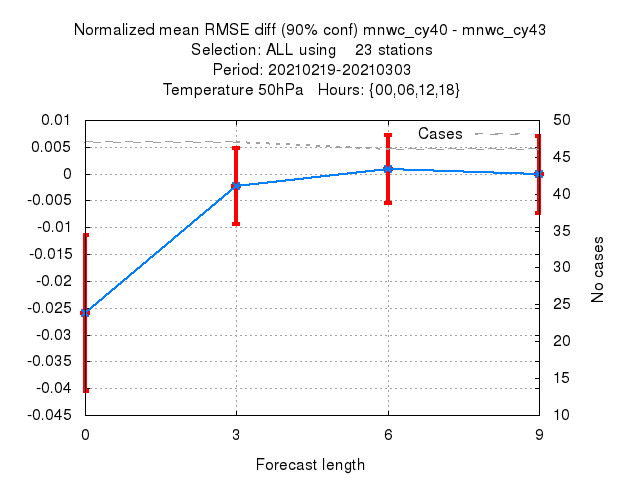 Normalized mean RMSE diff (90% conf) mnwc_cy40 - mnwc_cy43
Selection: ALL using    23 stations
Period: 20210219-20210303
Temperature 50hPa   Hours: {00,06,12,18}
Cases
0.01
0.005
0
-0.005
-0.01
-0.015
-0.02
-0.025
-0.03
-0.035
-0.04
-0.045
50
45
40
35
30
25
20
15
10
No cases
0 3 6 9
Forecast length